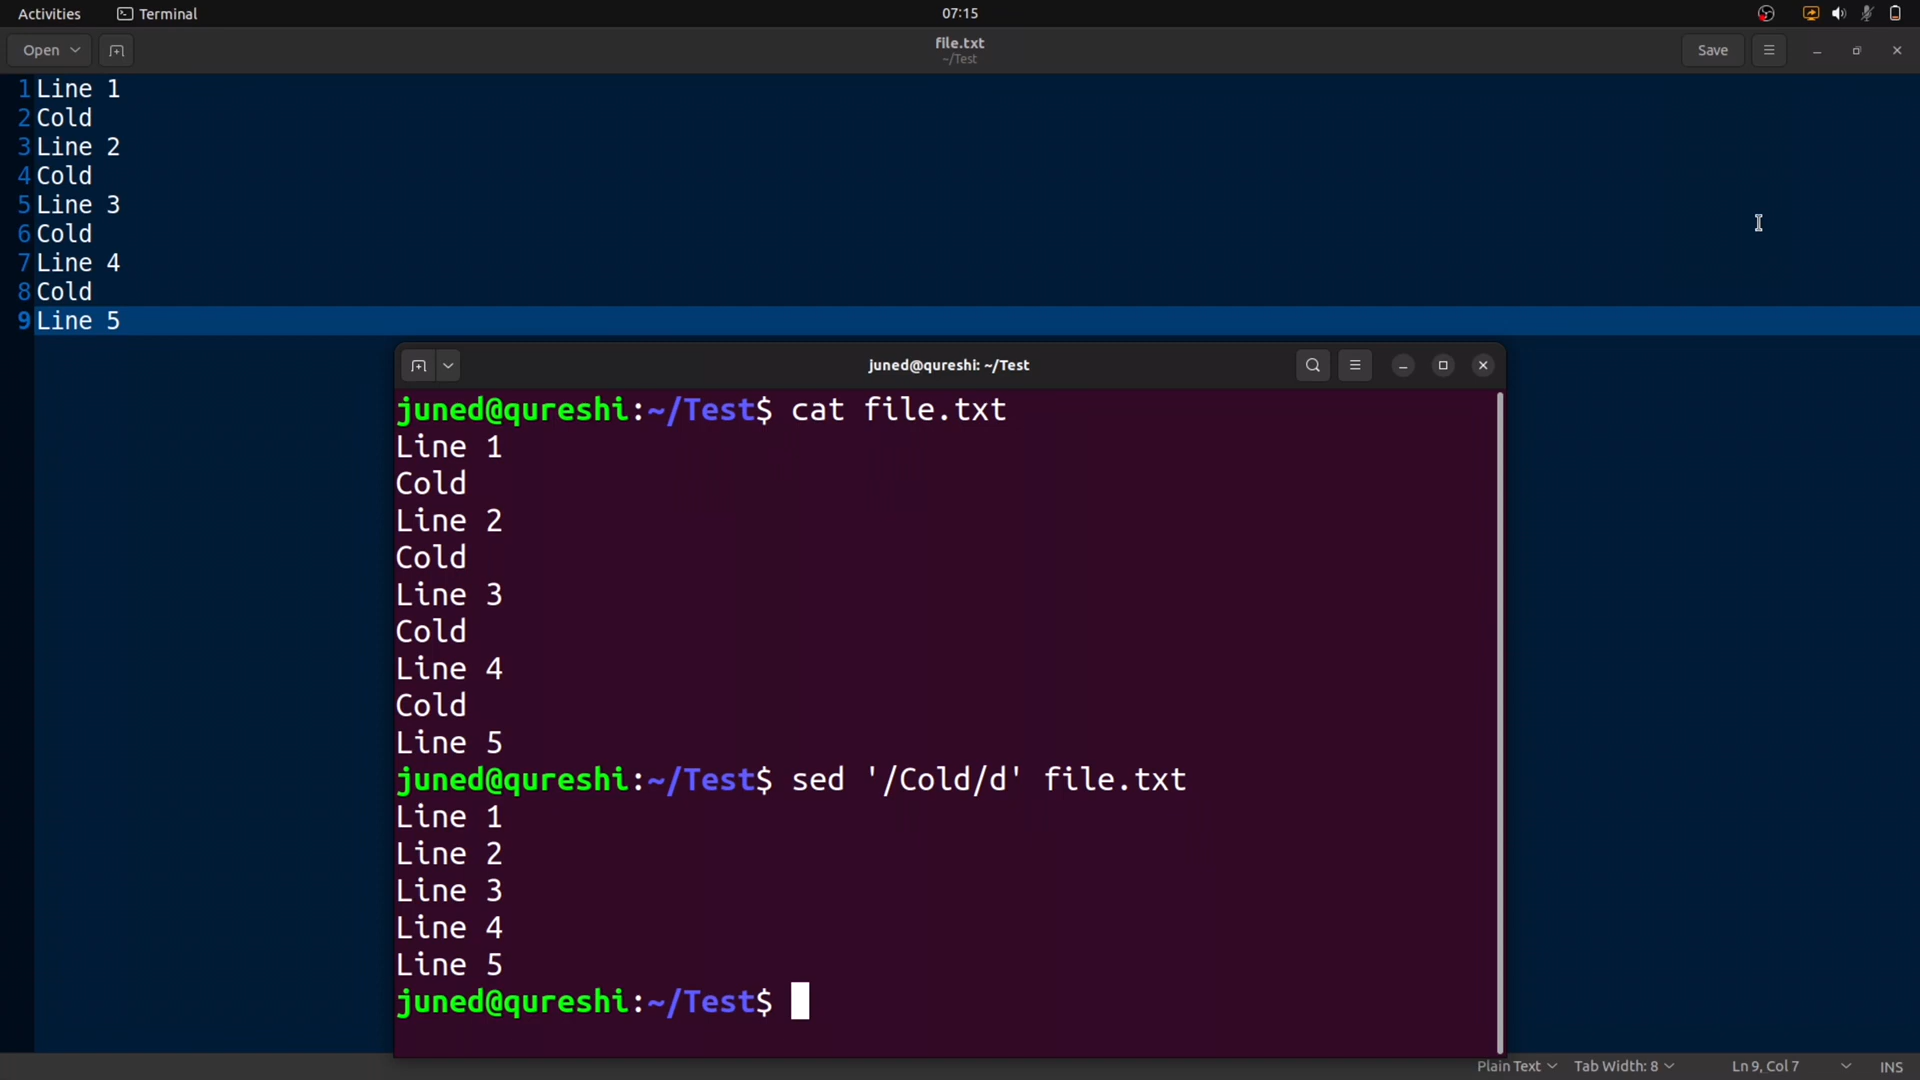 Activities Terminal 07:15
Open file.txt Save
~/Test
1 Line 1
2 Cold
3 Line 2
4 Cold
5 Line 3
6 Cold
7 Line 4
8 Cold
9 Line 5
juned@qureshi: ~/Test
juned@qureshi:~/Test$ cat file.txt
Line 1
Cold
Line 2
Cold
Line 3
Cold
Line 4
Cold
Line 5
juned@qureshi:~/Test$ sed '/Cold/d' file.txt
Line 1
Line 2
Line 3
Line 4
Line 5
juned@qureshi:~/Test$
Plain Text Tab Width: 8 Ln 9, Col 7 INS